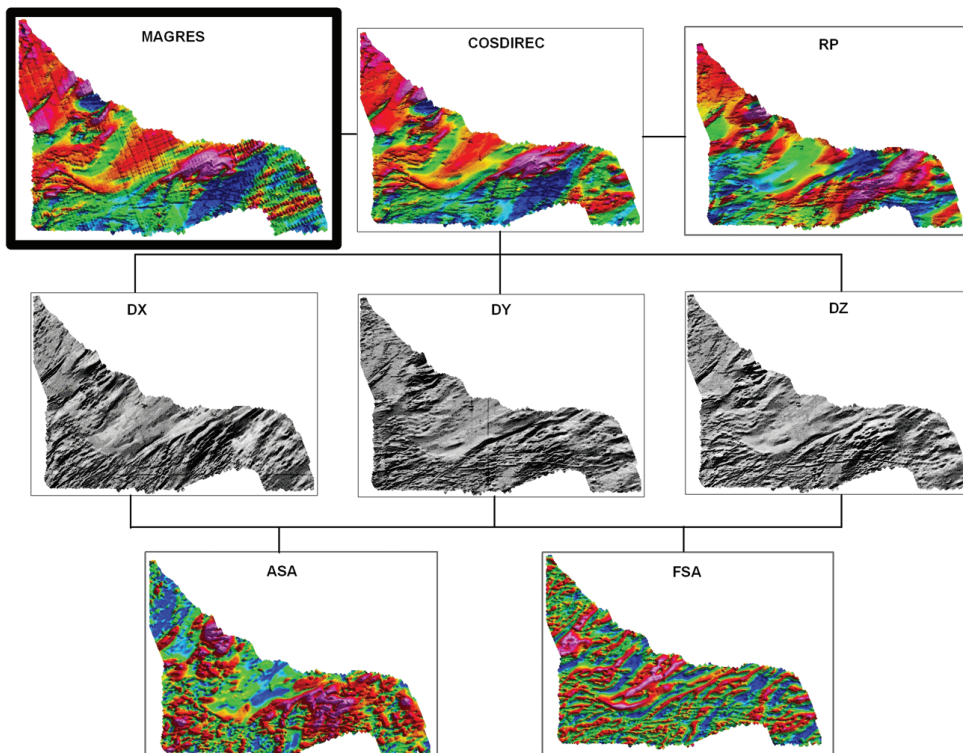 MAGRES
COSDIREC
RP
DX
DY
DZ
ASA
FSA